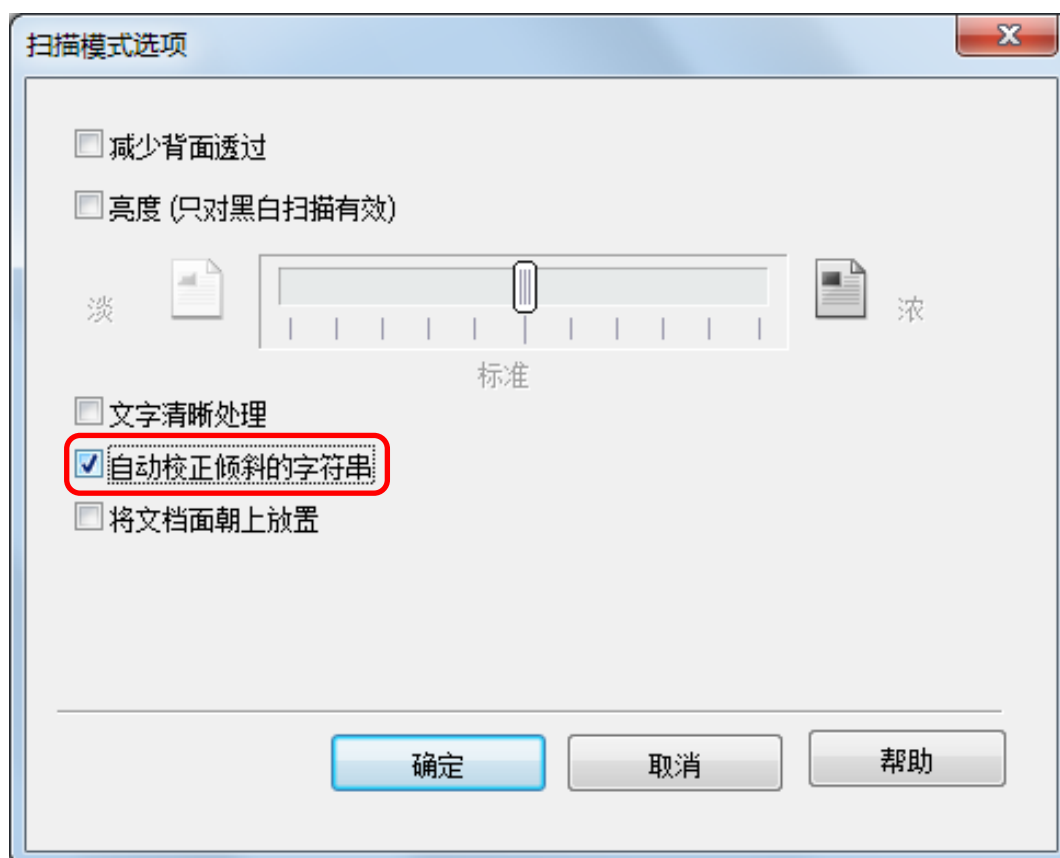 扫描模式选项
减少背面透过
亮度 (只对黑白扫描有效)
淡
浓
标准
文字清晰处理
自动校正倾斜的字符串
将文档面朝上放置
确定
取消
帮助